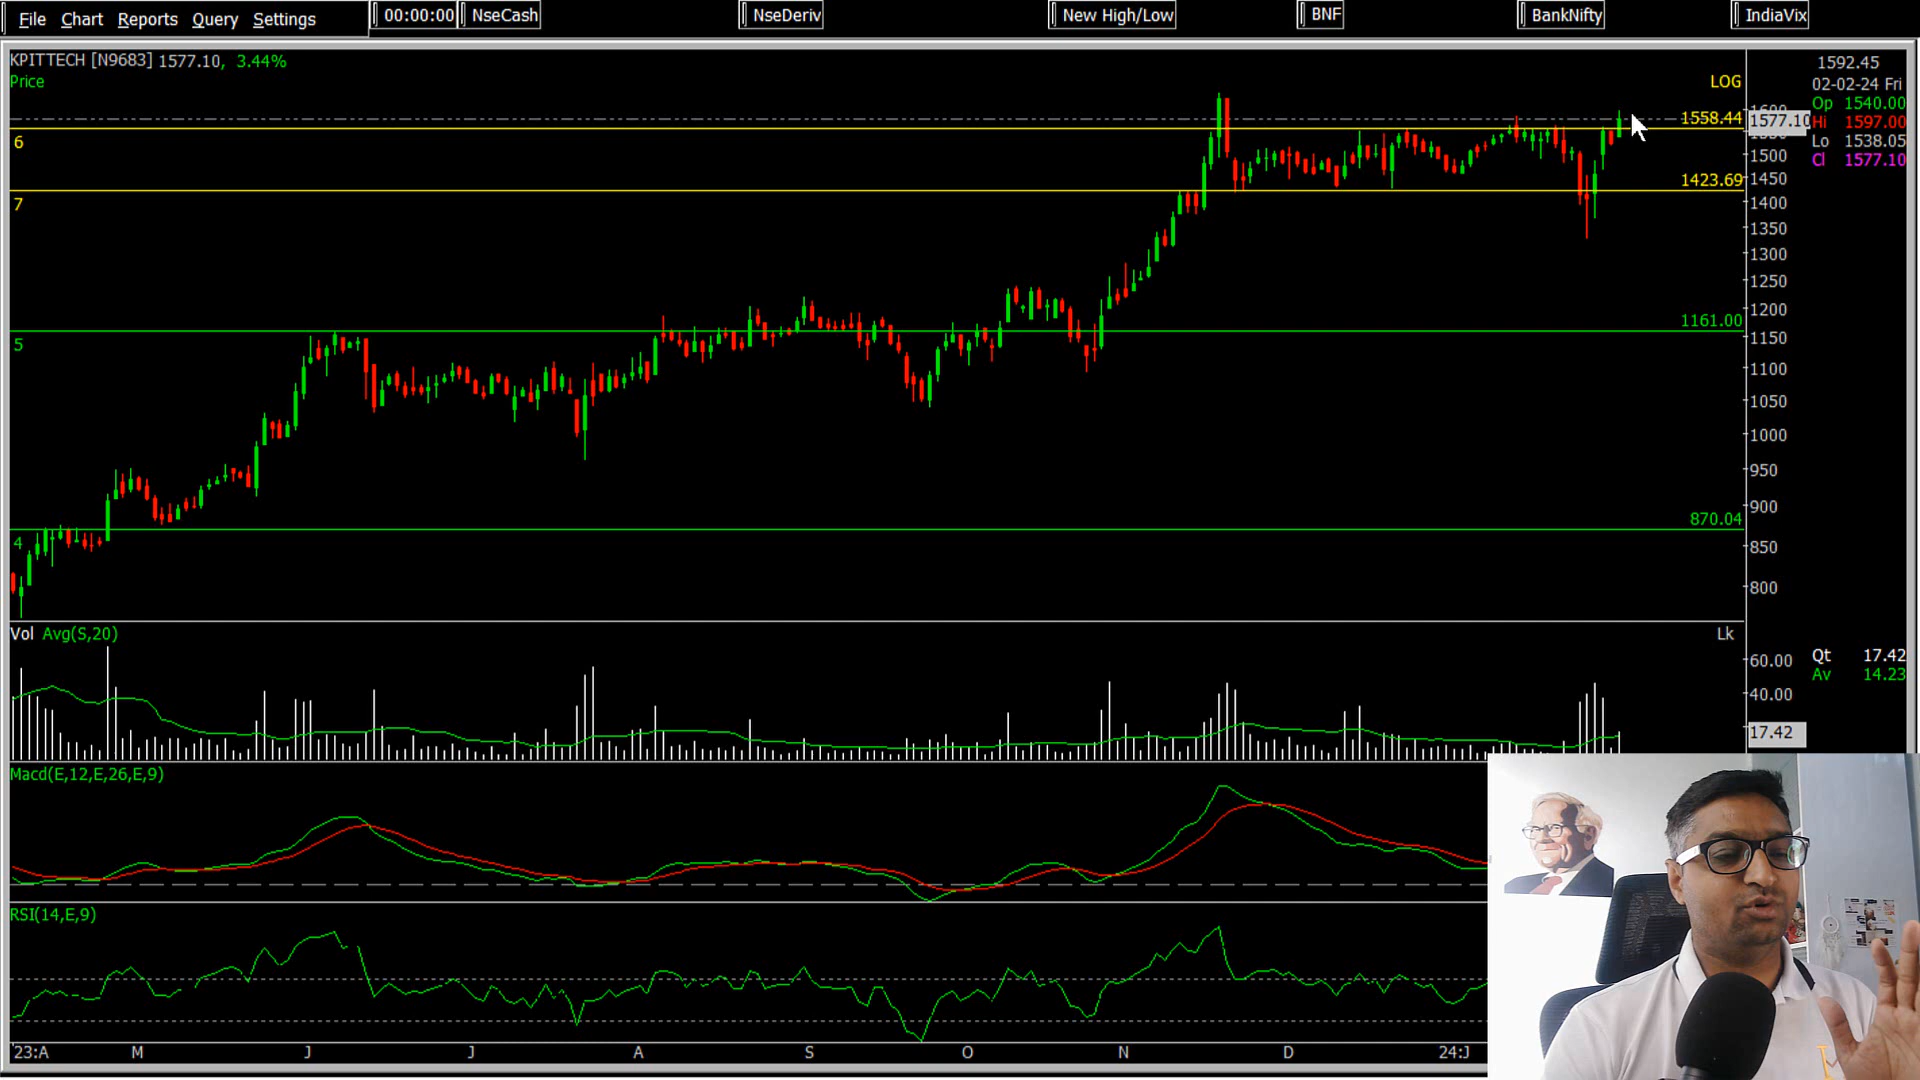 File Chart Reports Query Settings 00:00:00 NseCash NseDeriv New High/Low BNF BankNifty IndiaVix
KPITTECH [N9683] 1577.10, 3.44%
Price
LOG
1592.45
02-02-24 Fri
Op 1540.00
Hi 1597.00
Lo 1538.05
Cl 1577.10
1558.44
1577.10
6
1500
1423.69
1450
7
1400
1350
1300
1250
1200
1161.00
1150
5
1100
1050
1000
950
900
870.04
4
850
800
Vol Avg(S,20)
Lk
60.00
Qt 17.42
Av 14.23
40.00
17.42
Macd(E,12,E,26,E,9)
RSI(14,E,9)
23:A M J J A S O N D 24:J